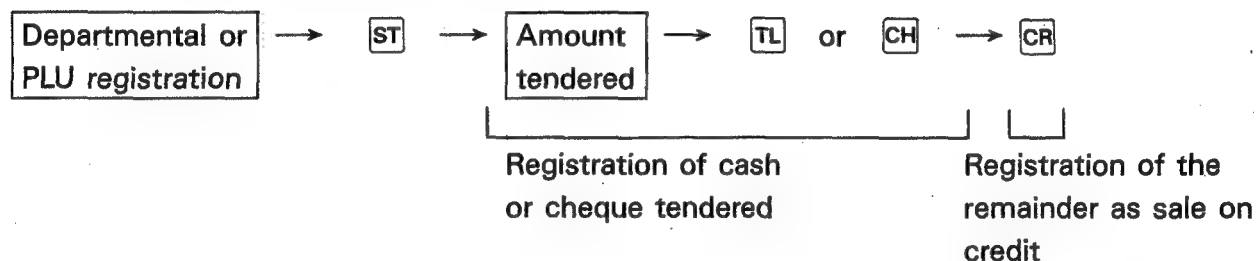 Departmental or → ST → Amount → TL or CH → CR
PLU registration tendered
Registration of cash Registration of the
or cheque tendered remainder as sale on
credit